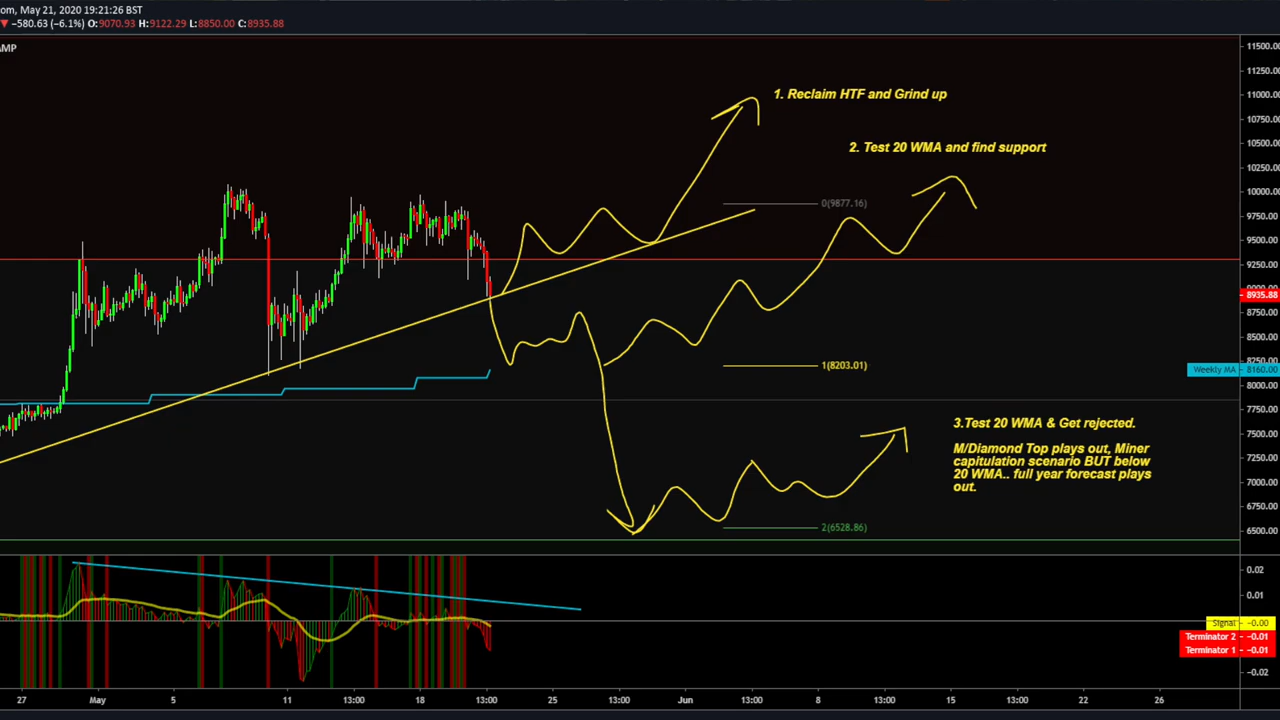 com, May 21, 2020 19:21:26 BST
▼ −580.63 (−6.1%) O:9070.93 H:9122.29 L:8850.00 C:8935.88
AMP
1. Reclaim HTF and Grind up
2. Test 20 WMA and find support
0(9877.16)
1(8203.01)
3.Test 20 WMA & Get rejected.
M/Diamond Top plays out, Miner
capitulation scenario BUT below
20 WMA.. full year forecast plays
out.
2(6528.86)
11500.00
11250.00
11000.00
10750.00
10500.00
10250.00
10000.00
9750.00
9500.00
9250.00
9000.00
8935.88
8750.00
8500.00
8250.00
Weekly MA 8160.00
8000.00
7750.00
7500.00
7250.00
7000.00
6750.00
6500.00
0.02
0.01
Signal −0.00
Terminator 2 −0.01
Terminator 1 −0.01
−0.02
27 May 5 11 13:00 18 13:00 25 13:00 Jun 13:00 8 13:00 15 13:00 22 26